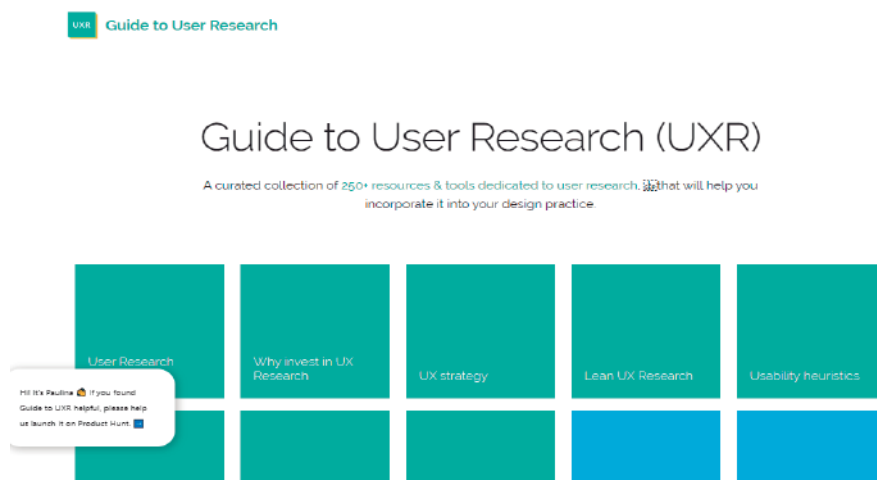 UXR Guide to User Research
Guide to User Research (UXR)
A curated collection of 250+ resources & tools dedicated to user research, that will help you
incorporate it into your design practice.
User Research
Why invest in UX
Research
UX strategy
Lean UX Research
Usability heuristics
Hi! It's Paulina If you found
Guide to UXR helpful, please help
us launch it on Product Hunt.